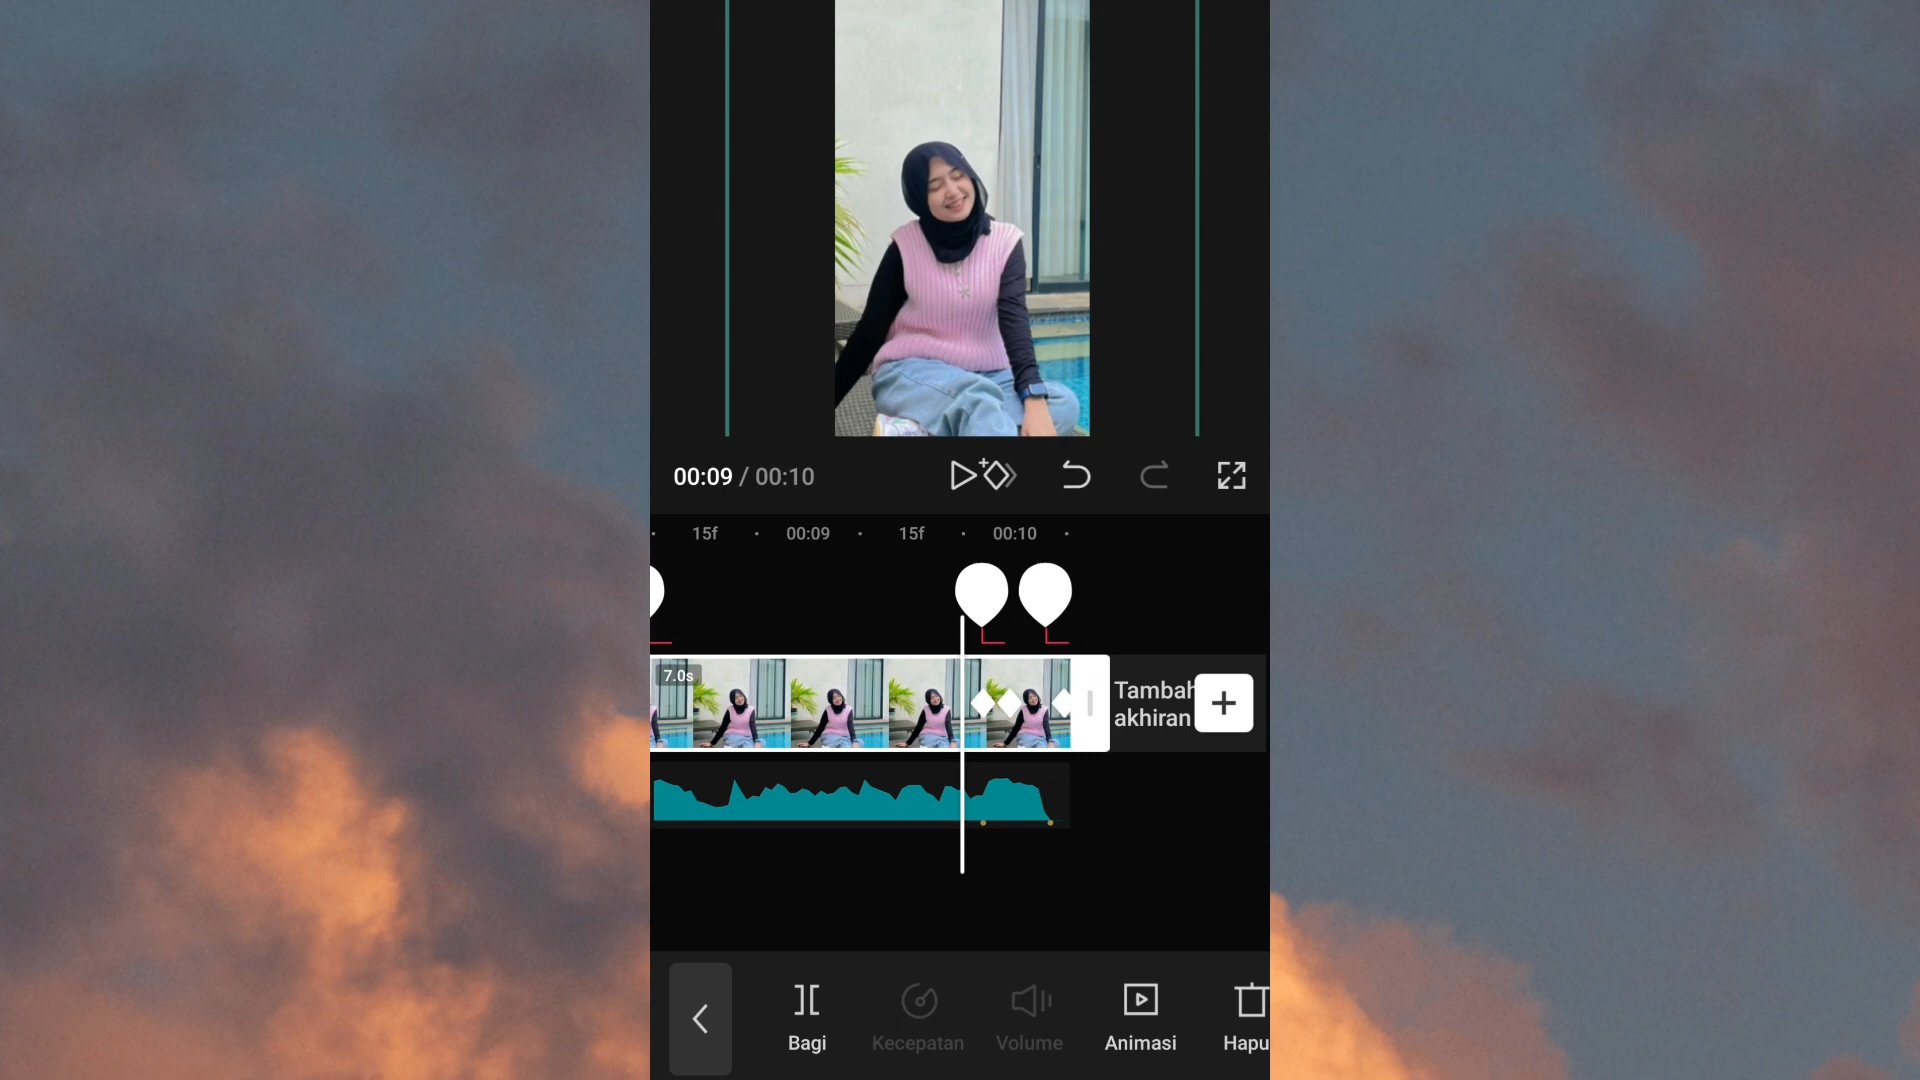 00:09 / 00:10
15f 00:09 15f 00:10
7.0s
Tambah
akhiran
Bagi Kecepatan Volume Animasi Hapu